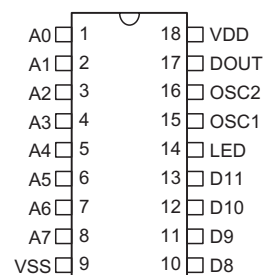 A0 1 18 VDD
A1 2 17 DOUT
A2 3 16 OSC2
A3 4 15 OSC1
A4 5 14 LED
A5 6 13 D11
A6 7 12 D10
A7 8 11 D9
VSS 9 10 D8